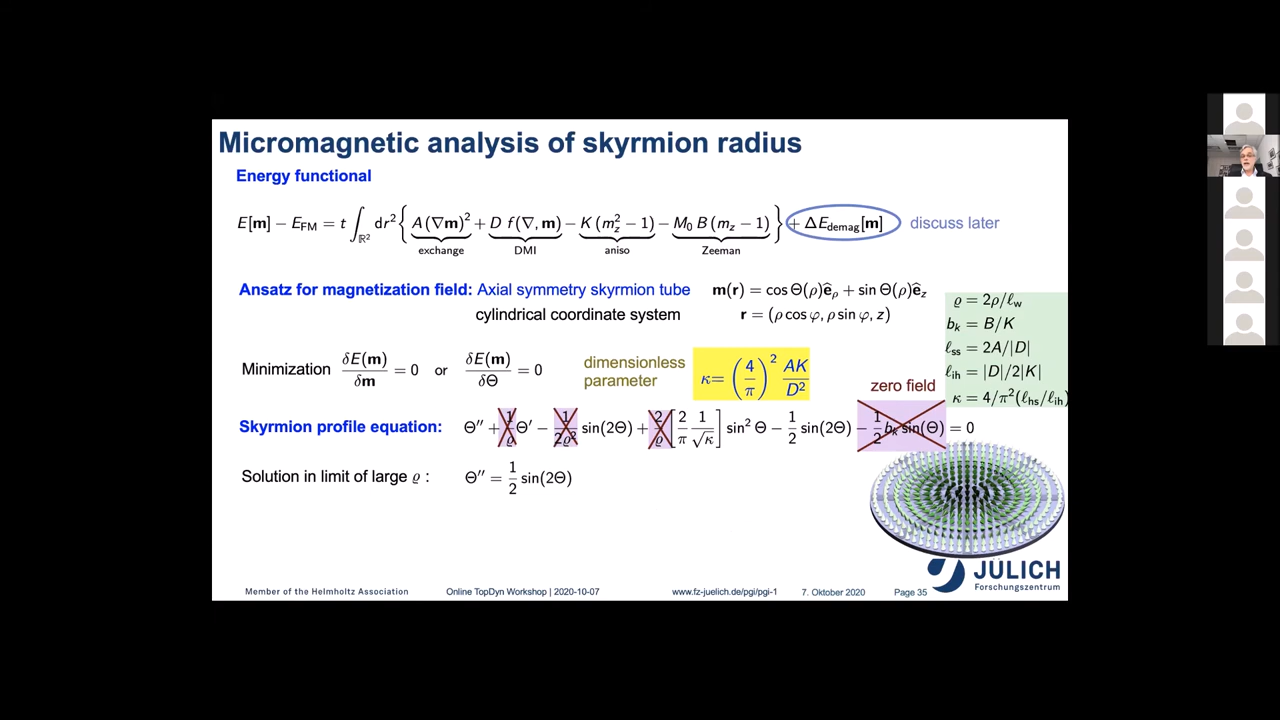 Micromagnetic analysis of skyrmion radius
Energy functional
E[m] − E_FM = t ∫_ℝ² dr² { A(∇m)² + D f(∇, m) − K(m_z² − 1) − M₀ B(m_z − 1) } + ΔE_demag[m] discuss later
exchange DMI aniso Zeeman
Ansatz for magnetization field: Axial symmetry skyrmion tube m(r) = cos Θ(ρ)ê_ρ + sin Θ(ρ)ê_z
cylindrical coordinate system r = (ρ cos φ, ρ sin φ, z)
ϱ = 2ρ/ℓ_w
b_k = B/K
ℓ_ss = 2A/|D|
ℓ_ih = |D|/2|K|
κ = 4/π²(ℓ_hs/ℓ_ih)
Minimization δE(m)/δm = 0 or δE(m)/δΘ = 0 dimensionless parameter κ= (4/π)² AK/D²
zero field
Skyrmion profile equation: Θ′′ + 1/ϱ Θ′ − 1/2ϱ² sin(2Θ) + 2/ϱ [2/π 1/√κ] sin² Θ − 1/2 sin(2Θ) − 1/2 b_k sin(Θ) = 0
Solution in limit of large ϱ : Θ′′ = 1/2 sin(2Θ)
JÜLICH
Forschungszentrum
Member of the Helmholtz Association Online TopDyn Workshop | 2020-10-07 www.fz-juelich.de/pgi/pgi-1 7. Oktober 2020 Page 35